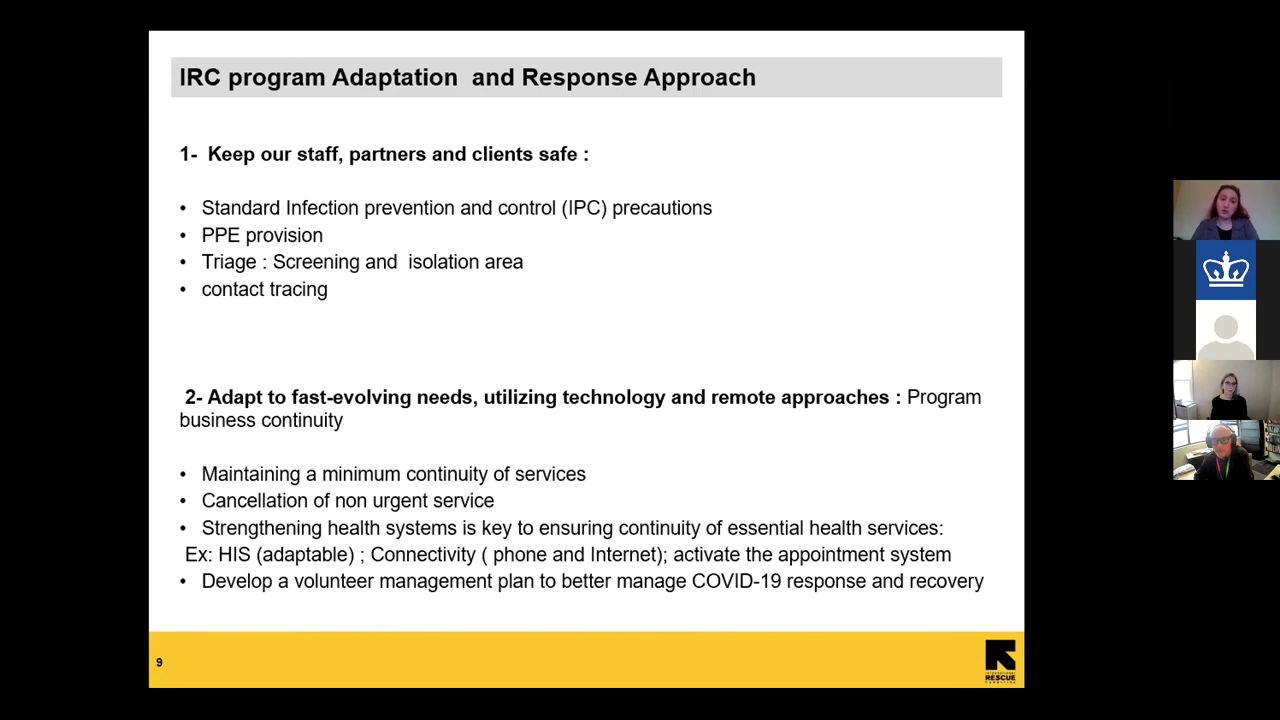 IRC program Adaptation and Response Approach
1- Keep our staff, partners and clients safe :
• Standard Infection prevention and control (IPC) precautions
• PPE provision
• Triage : Screening and isolation area
• contact tracing
2- Adapt to fast-evolving needs, utilizing technology and remote approaches : Program
business continuity
• Maintaining a minimum continuity of services
• Cancellation of non urgent service
• Strengthening health systems is key to ensuring continuity of essential health services:
Ex: HIS (adaptable) ; Connectivity ( phone and Internet); activate the appointment system
• Develop a volunteer management plan to better manage COVID-19 response and recovery
9
INTERNATIONAL
RESCUE
COMMITTEE